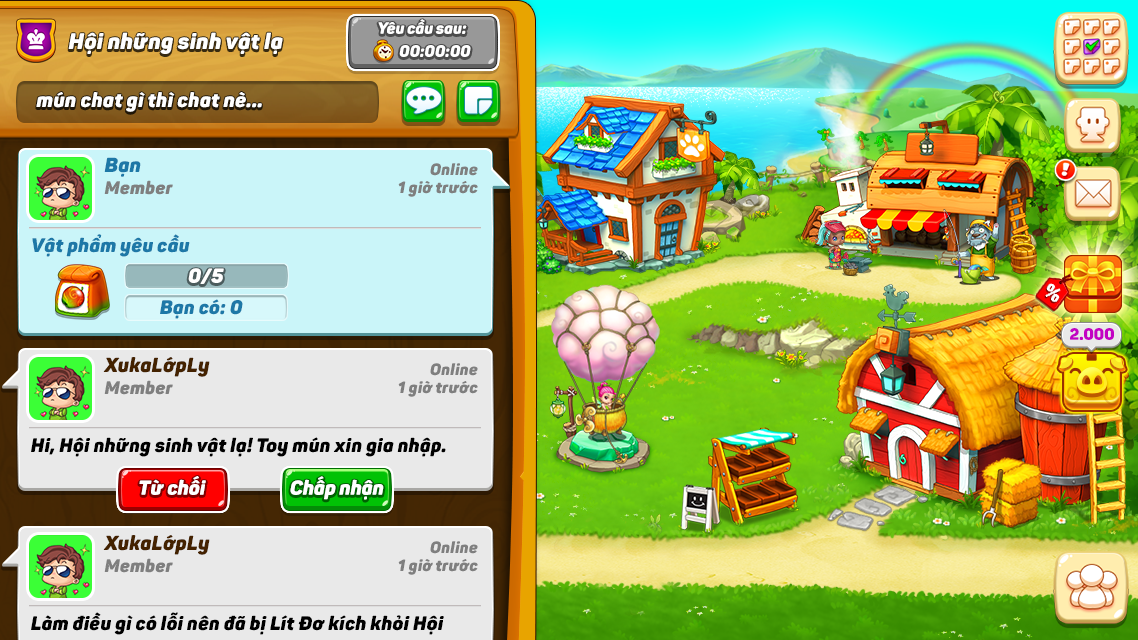 Hội những sinh vật lạ
Yêu cầu sau:
00:00:00
mún chat gì thì chat nè...
Bạn
Member
Online
1 giờ trước
Vật phẩm yêu cầu
0/5
Bạn có: 0
XukaLớpLy
Member
Online
1 giờ trước
Hi, Hội những sinh vật lạ! Toy mún xin gia nhập.
Từ chối
Chấp nhận
XukaLớpLy
Member
Online
1 giờ trước
Làm điều gì có lỗi nên đã bị Lít Đơ kích khỏi Hội
!
%
2.000